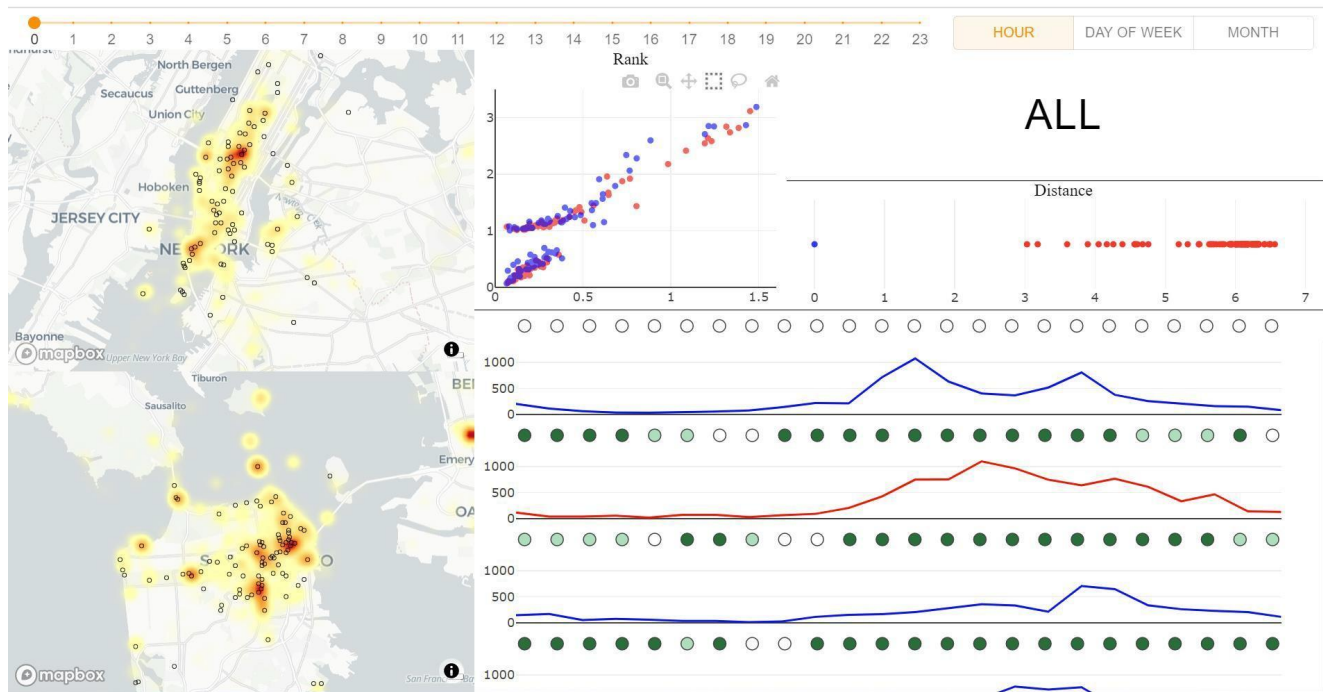 0 1 2 3 4 5 6 7 8 9 10 11 12 13 14 15 16 17 18 19 20 21 22 23
HOUR DAY OF WEEK MONTH
North Bergen
Secaucus
Guttenberg
Union City
Hoboken
JERSEY CITY
NEW YORK
Bayonne
mapbox
Upper New York Bay
Rank
3
2
1
0
0 0.5 1 1.5
ALL
Distance
0 1 2 3 4 5 6 7
Tiburon
Sausalito
BE
Emery
OA
S O
mapbox
San Fran Bay
1000
500
0
1000
500
0
1000
500
0
1000